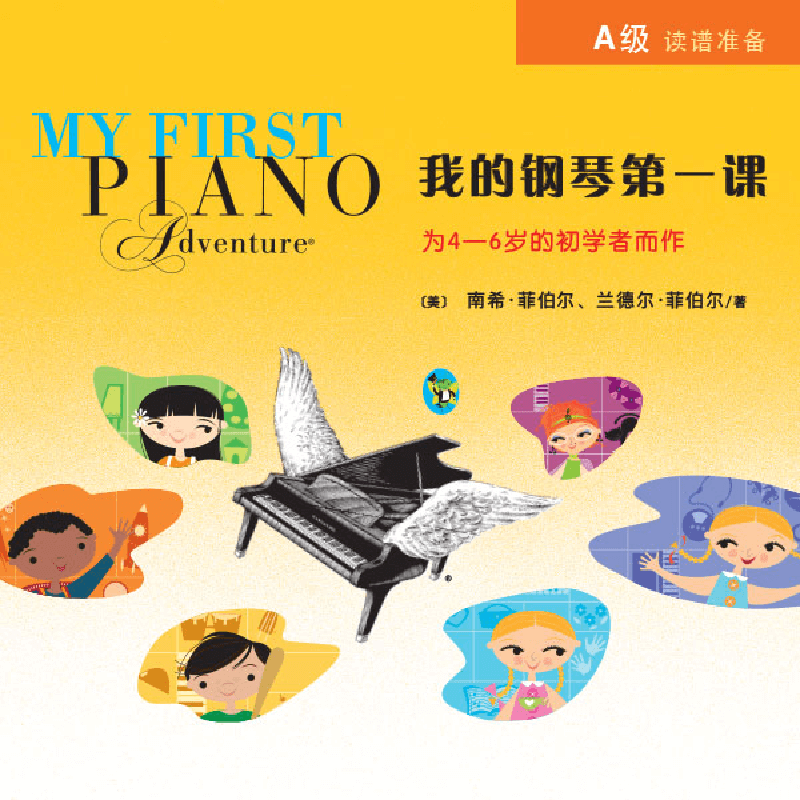 A级 读谱准备
MY FIRST
PIANO
Adventure®
我的钢琴第一课
为4—6岁的初学者而作
〔美〕 南希·菲伯尔、兰德尔·菲伯尔/著
®